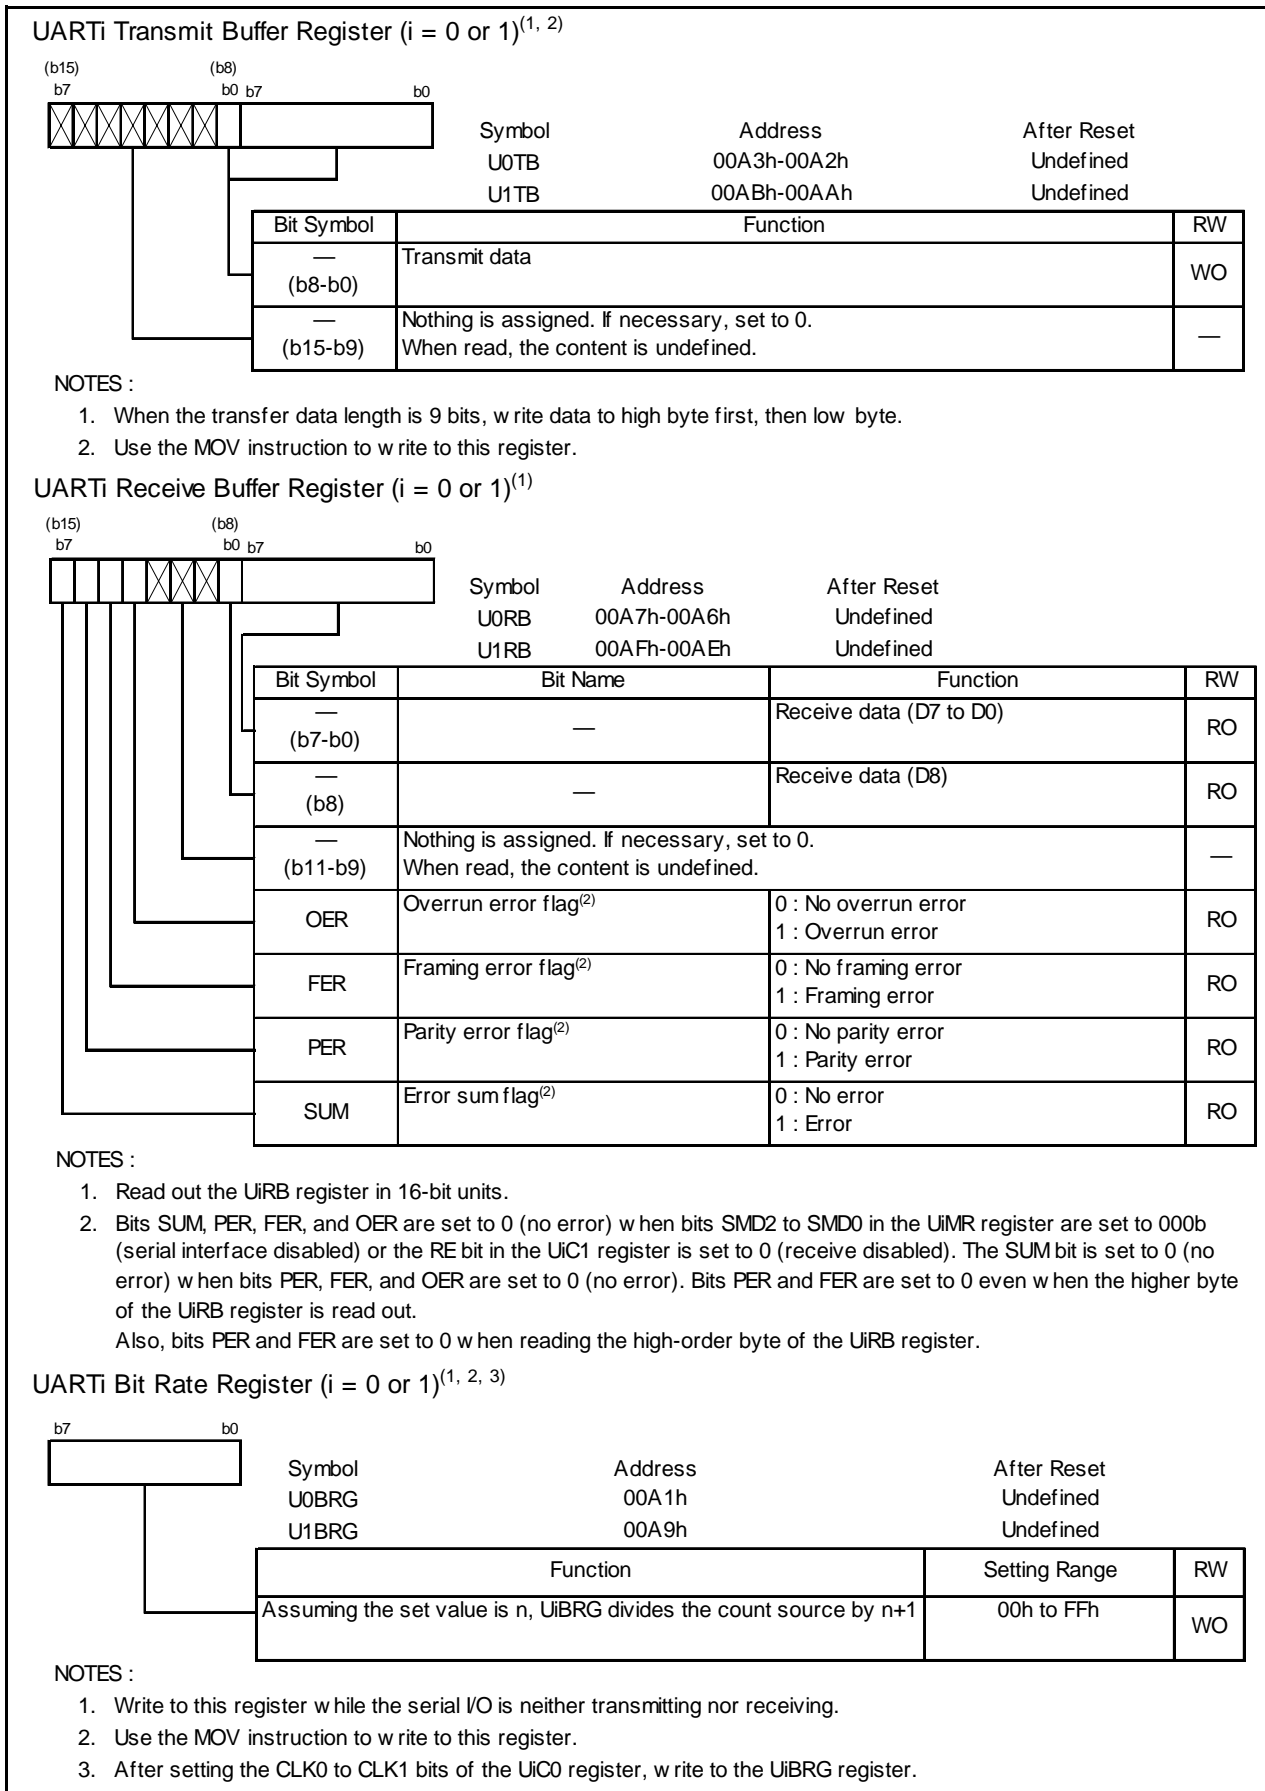 UARTi Transmit Buffer Register (i = 0 or 1)(1, 2)
(b15) (b8)
b7 b0 b7 b0
Symbol Address After Reset
U0TB 00A3h-00A2h Undefined
U1TB 00ABh-00AAh Undefined
Bit Symbol Function RW
— Transmit data
(b8-b0) WO
— Nothing is assigned. If necessary, set to 0.
(b15-b9) When read, the content is undefined. —
NOTES :
1. When the transfer data length is 9 bits, write data to high byte first, then low byte.
2. Use the MOV instruction to write to this register.
UARTi Receive Buffer Register (i = 0 or 1)(1)
(b15) (b8)
b7 b0 b7 b0
Symbol Address After Reset
U0RB 00A7h-00A6h Undefined
U1RB 00AFh-00AEh Undefined
Bit Symbol Bit Name Function RW
— Receive data (D7 to D0)
(b7-b0) — RO
— Receive data (D8)
(b8) — RO
— Nothing is assigned. If necessary, set to 0.
(b11-b9) When read, the content is undefined. —
OER Overrun error flag(2) 0 : No overrun error RO
1 : Overrun error
FER Framing error flag(2) 0 : No framing error RO
1 : Framing error
PER Parity error flag(2) 0 : No parity error RO
1 : Parity error
SUM Error sum flag(2) 0 : No error RO
1 : Error
NOTES :
1. Read out the UiRB register in 16-bit units.
2. Bits SUM, PER, FER, and OER are set to 0 (no error) when bits SMD2 to SMD0 in the UiMR register are set to 000b
(serial interface disabled) or the RE bit in the UiC1 register is set to 0 (receive disabled). The SUM bit is set to 0 (no
error) when bits PER, FER, and OER are set to 0 (no error). Bits PER and FER are set to 0 even when the higher byte
of the UiRB register is read out.
Also, bits PER and FER are set to 0 when reading the high-order byte of the UiRB register.
UARTi Bit Rate Register (i = 0 or 1)(1, 2, 3)
b7 b0
Symbol Address After Reset
U0BRG 00A1h Undefined
U1BRG 00A9h Undefined
Function Setting Range RW
Assuming the set value is n, UiBRG divides the count source by n+1 00h to FFh WO
NOTES :
1. Write to this register while the serial I/O is neither transmitting nor receiving.
2. Use the MOV instruction to write to this register.
3. After setting the CLK0 to CLK1 bits of the UiC0 register, write to the UiBRG register.